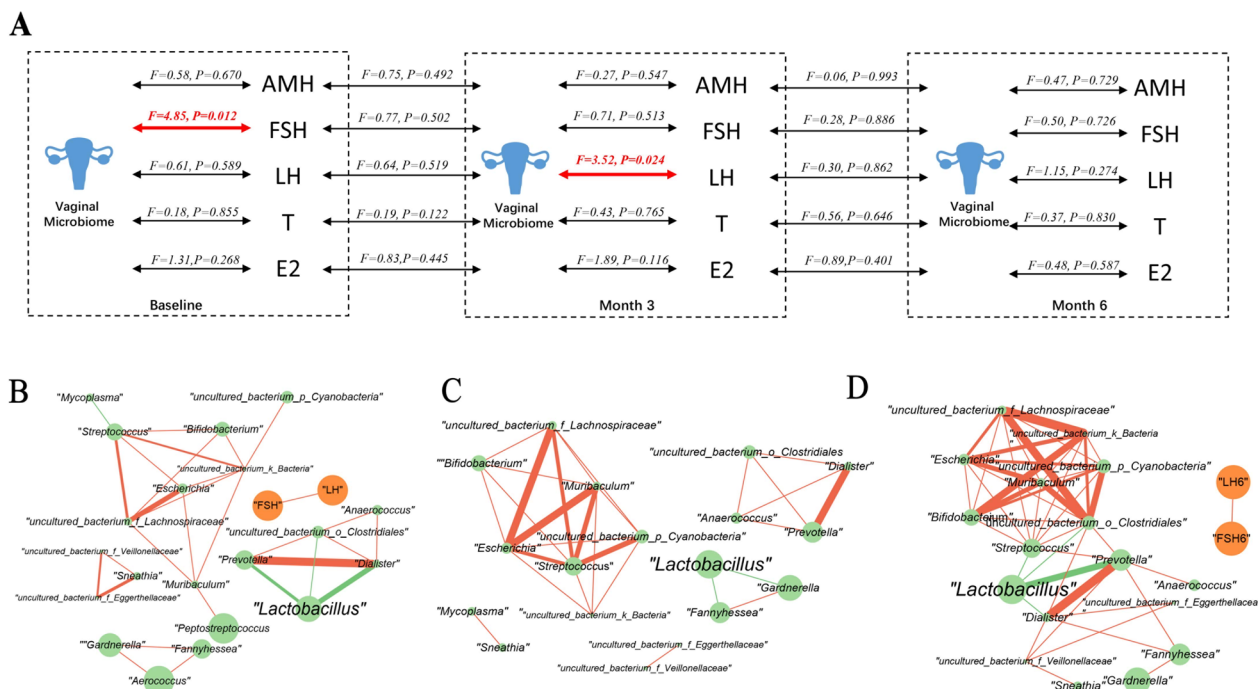 A
F=0.58, P=0.670
AMH
F=0.75, P=0.492
F=0.27, P=0.547
AMH
F=0.06, P=0.993
F=0.47, P=0.729
AMH
F=4.85, P=0.012
FSH
F=0.77, P=0.502
F=0.71, P=0.513
FSH
F=0.28, P=0.886
F=0.50, P=0.726
FSH
F=0.61, P=0.589
LH
F=0.64, P=0.519
F=3.52, P=0.024
LH
F=0.30, P=0.862
F=1.15, P=0.274
LH
Vaginal
Microbiome
F=0.18, P=0.855
T
F=0.19, P=0.122
Vaginal
Microbiome
F=0.43, P=0.765
T
F=0.56, P=0.646
Vaginal
Microbiome
F=0.37, P=0.830
T
F=1.31, P=0.268
E2
F=0.83, P=0.445
F=1.89, P=0.116
E2
F=0.89,P=0.401
F=0.48, P=0.587
E2
Baseline
Month 3
Month 6
B
"Mycoplasma"
"uncultured_bacterium_p_Cyanobacteria"
"Streptococcus"
"Bifidobacterium"
"uncultured_bacterium_k_Bacteria"
"Escherichia"
"LH"
"FSH"
"Anaerococcus"
"uncultured_bacterium_f_Lachnospiraceae"
"uncultured_bacterium_o_Clostridiales"
"uncultured_bacterium_f_Veillonellaceae"
"Prevotella"
"Dialister"
"Sneathia"
"Muribaculum"
"uncultured_bacterium_f_Eggerthellaceae"
"Lactobacillus"
"Peptostreptococcus
""Gardnerella"
"Fannyhessea"
"Aerococcus"
C
"uncultured_bacterium_f_Lachnospiraceae"
"uncultured_bacterium_o_Clostridiales
""Bifidobacterium"
"Dialister"
"Muribaculum"
"Anaerococcus"
"Prevotella"
"uncultured_bacterium_p_Cyanobacteria"
"Escherichia"
"Streptococcus"
"Lactobacillus"
"Gardnerella"
"Fannyhessea"
"Mycoplasma"
"uncultured_bacterium_k_Bacteria"
"Sneathia"
"uncultured_bacterium_f_Eggerthellaceae"
"uncultured_bacterium_f_Veillonellaceae"
D
"uncultured_bacterium_f_Lachnospiraceae"
"uncultured_bacterium_k_Bacteria
"
"Escherichia"
"uncultured_bacterium_p_Cyanobacteria"
"Muribaculum"
"LH6"
"Bifidobacterium"
"uncultured_bacterium_o_Clostridiales"
"FSH6"
"Streptococcus"
"Prevotella"
"Lactobacillus"
"Anaerococcus"
"uncultured_bacterium_f_Eggerthellacea"
"Dialister"
"Fannyhessea"
"uncultured_bacterium_f_Veillonellaceae"
"Gardnerella"
"Sneathia"